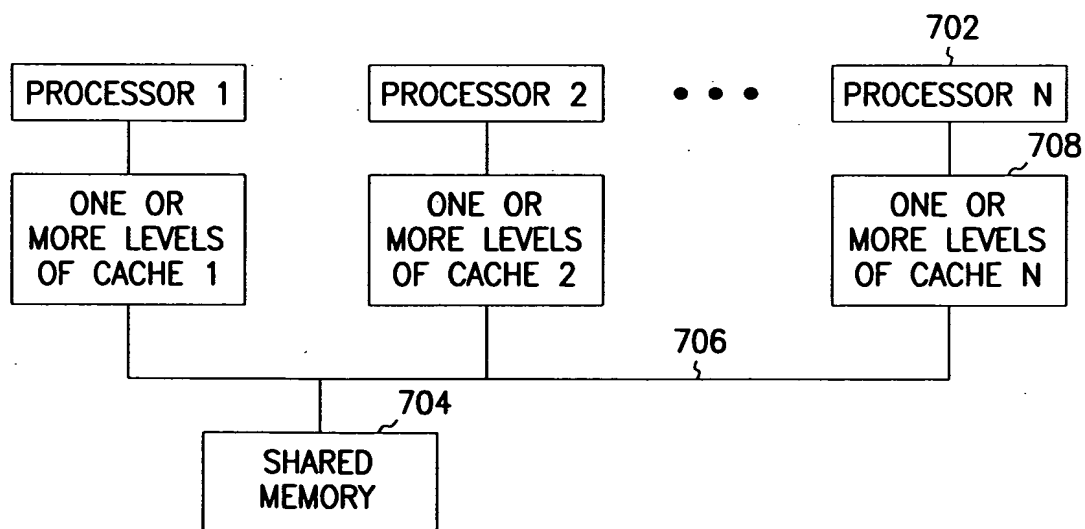 702
PROCESSOR 1
PROCESSOR 2
PROCESSOR N
708
ONE OR
MORE LEVELS
OF CACHE 1
ONE OR
MORE LEVELS
OF CACHE 2
ONE OR
MORE LEVELS
OF CACHE N
706
704
SHARED
MEMORY